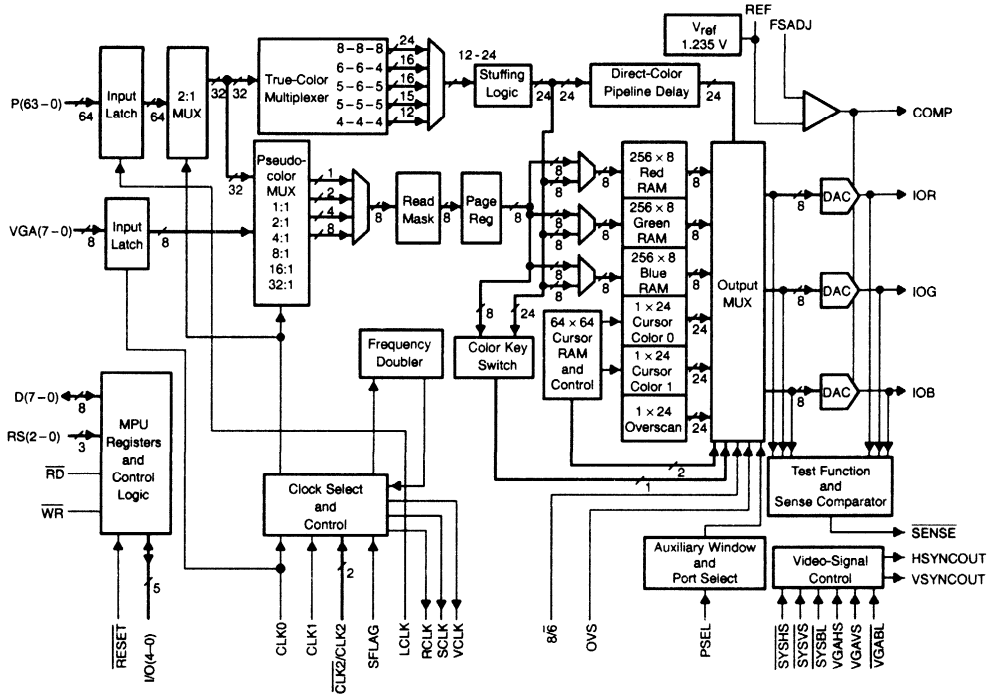 REF
FSADJ
Vref
1.235 V
P(63-0)
64
Input
Latch
64
2:1
MUX
32
32
32
True-Color
Multiplexer
8-8-8
24
6-6-4
16
5-6-5
16
5-5-5
15
4-4-4
12
12-24
Stuffing
Logic
24
24
Direct-Color
Pipeline Delay
24
COMP
VGA(7-0)
8
Input
Latch
8
Pseudo-
color
MUX
1:1
2:1
4:1
8:1
16:1
32:1
1
2
4
8
8
Read
Mask
8
Page
Reg
8
8
8
8
8
8
8
8
8
8
256 × 8
Red
RAM
8
256 × 8
Green
RAM
8
256 × 8
Blue
RAM
8
1 × 24
Cursor
Color 0
24
1 × 24
Cursor
Color 1
24
1 × 24
Overscan
24
Output
MUX
8
DAC
IOR
8
DAC
IOG
8
DAC
IOB
8
24
Color Key
Switch
64 × 64
Cursor
RAM
and
Control
2
1
Frequency
Doubler
D(7-0)
8
RS(2-0)
3
RD
WR
MPU
Registers
and
Control
Logic
5
Clock Select
and
Control
2
Test Function
and
Sense Comparator
SENSE
Auxiliary Window
and
Port Select
Video-Signal
Control
HSYNCOUT
VSYNCOUT
RESET
I/O(4-0)
CLK0
CLK1
CLK2/CLK2
SFLAG
LCLK
RCLK
SCLK
VCLK
8/6
OVS
PSEL
SYSHS
SYSVS
SYSBL
VGAHS
VGAVS
VGABL